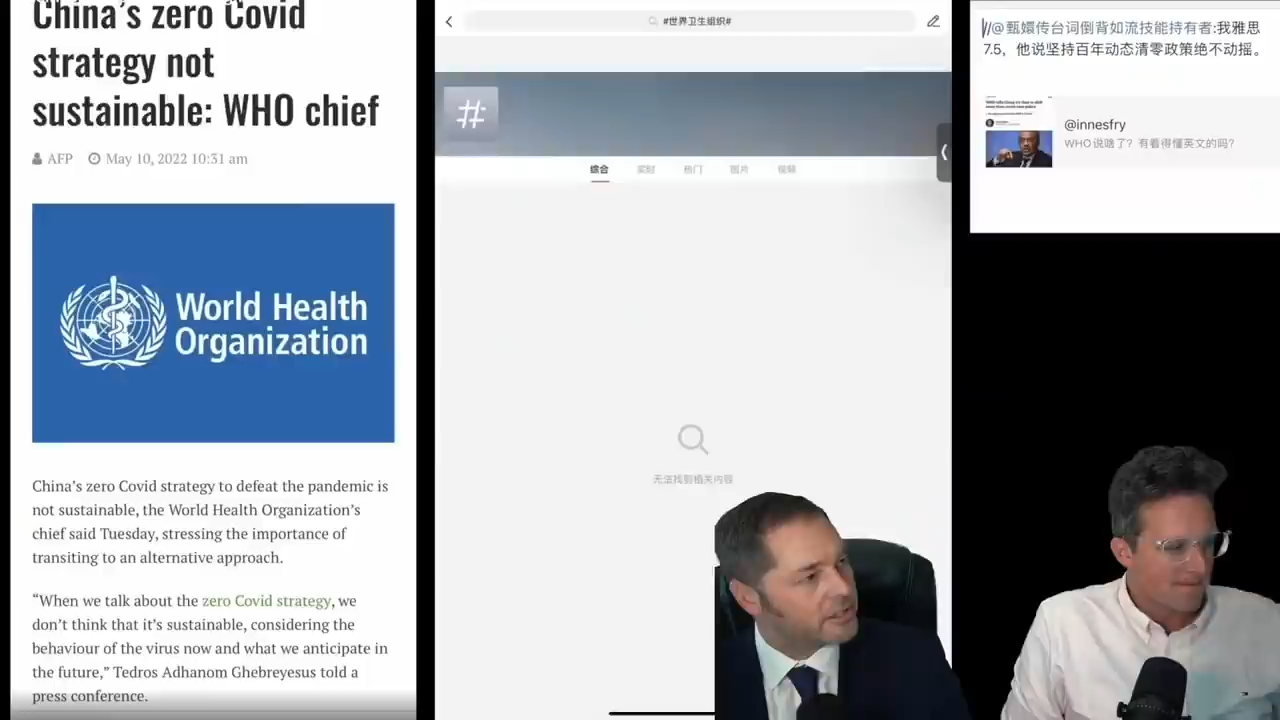 China's zero Covid
strategy not
sustainable: WHO chief
AFP May 10, 2022 10:31 am
World Health
Organization
China's zero Covid strategy to defeat the pandemic is
not sustainable, the World Health Organization's
chief said Tuesday, stressing the importance of
transiting to an alternative approach.
“When we talk about the zero Covid strategy, we
don't think that it's sustainable, considering the
behaviour of the virus now and what we anticipate in
the future,” Tedros Adhanom Ghebreyesus told a
press conference.
#世界卫生组织#
#
综合 实时 热门 图片 视频
无法找到相关内容
//@甄嬛传台词倒背如流技能持有者:我雅思
7.5，他说坚持百年动态清零政策绝不动摇。
@innesfry
WHO说啥了？有看得懂英文的吗？